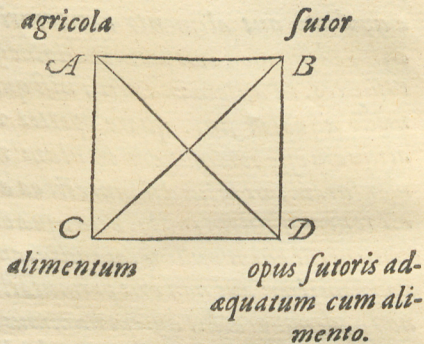 agricola ſutor
A B
C D
alimentum opus ſutoris ad-
æquatum cum ali-
mento.